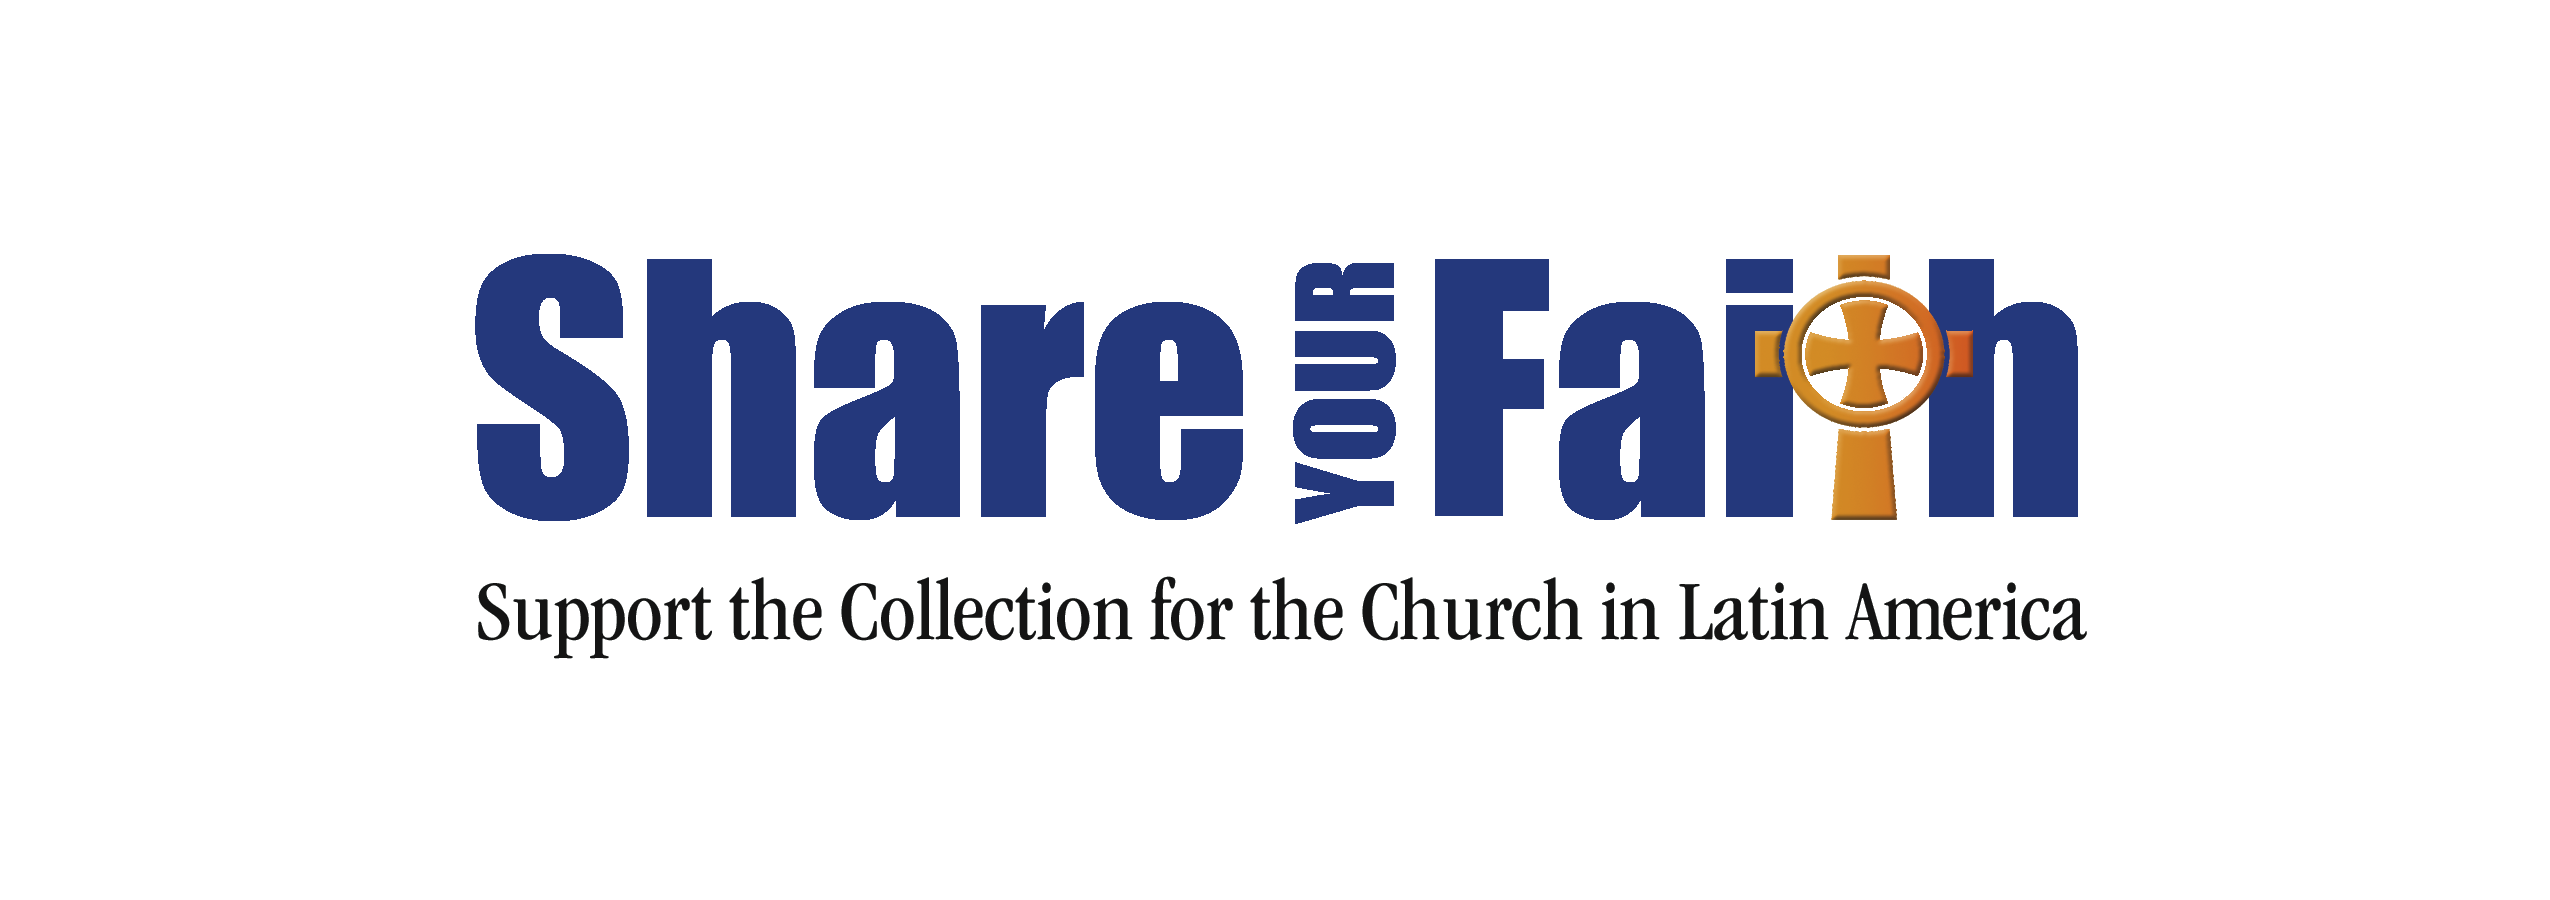 Share YOUR Faith
Support the Collection for the Church in Latin America